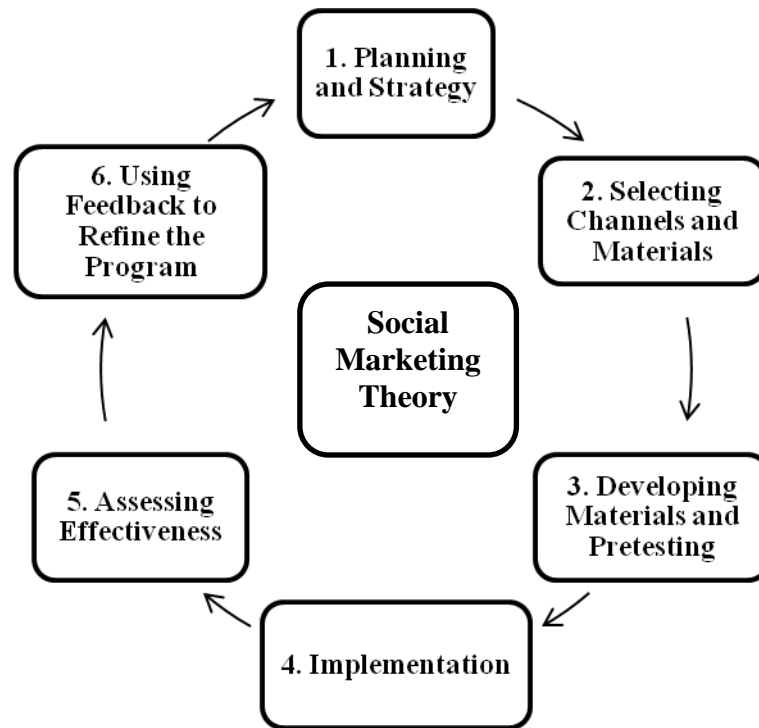 1. Planning
and Strategy
2. Selecting
Channels and
Materials
3. Developing
Materials and
Pretesting
4. Implementation
5. Assessing
Effectiveness
6. Using
Feedback to
Refine the
Program
Social
Marketing
Theory